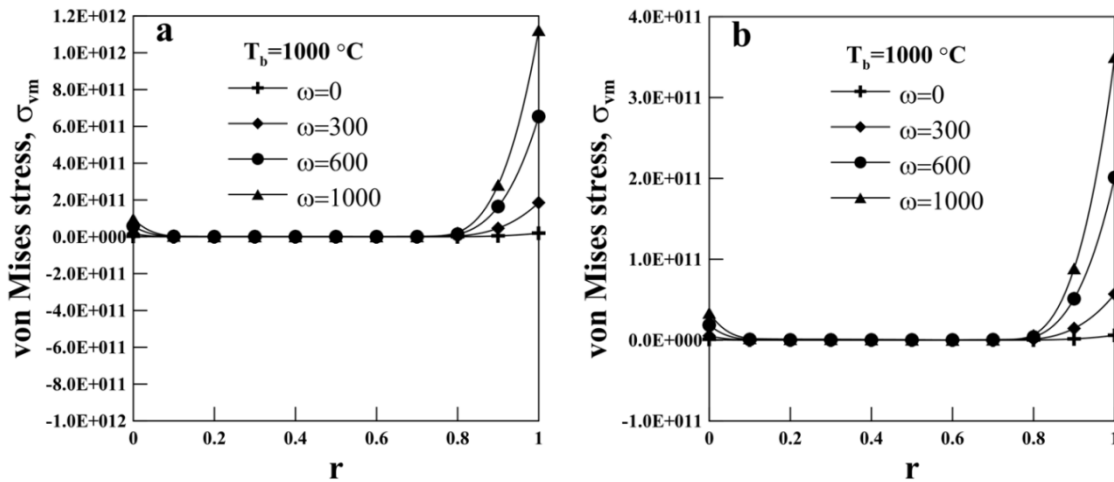 a
T_b=1000 °C
ω=0
ω=300
ω=600
ω=1000
von Mises stress, σ_vm
1.2E+012
1.0E+012
8.0E+011
6.0E+011
4.0E+011
2.0E+011
0.0E+000
-2.0E+011
-4.0E+011
-6.0E+011
-8.0E+011
-1.0E+012
0 0.2 0.4 0.6 0.8 1
r
b
T_b=1000 °C
ω=0
ω=300
ω=600
ω=1000
von Mises stress, σ_vm
4.0E+011
3.0E+011
2.0E+011
1.0E+011
0.0E+000
-1.0E+011
0 0.2 0.4 0.6 0.8 1
r